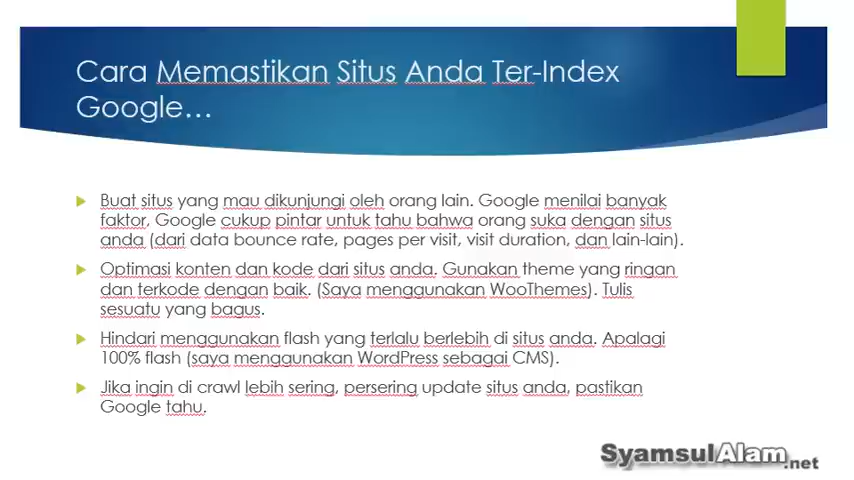 Cara Memastikan Situs Anda Ter-Index
Google…
Buat situs yang mau dikunjungi oleh orang lain. Google menilai banyak
faktor, Google cukup pintar untuk tahu bahwa orang suka dengan situs
anda (dari data bounce rate, pages per visit, visit duration, dan lain-lain).
Optimasi konten dan kode dari situs anda. Gunakan theme yang ringan
dan terkode dengan baik. (Saya menggunakan WooThemes). Tulis
sesuatu yang bagus.
Hindari menggunakan flash yang terlalu berlebih di situs anda. Apalagi
100% flash (saya menggunakan WordPress sebagai CMS).
Jika ingin di crawl lebih sering, persering update situs anda, pastikan
Google tahu.
SyamsulAlam.net